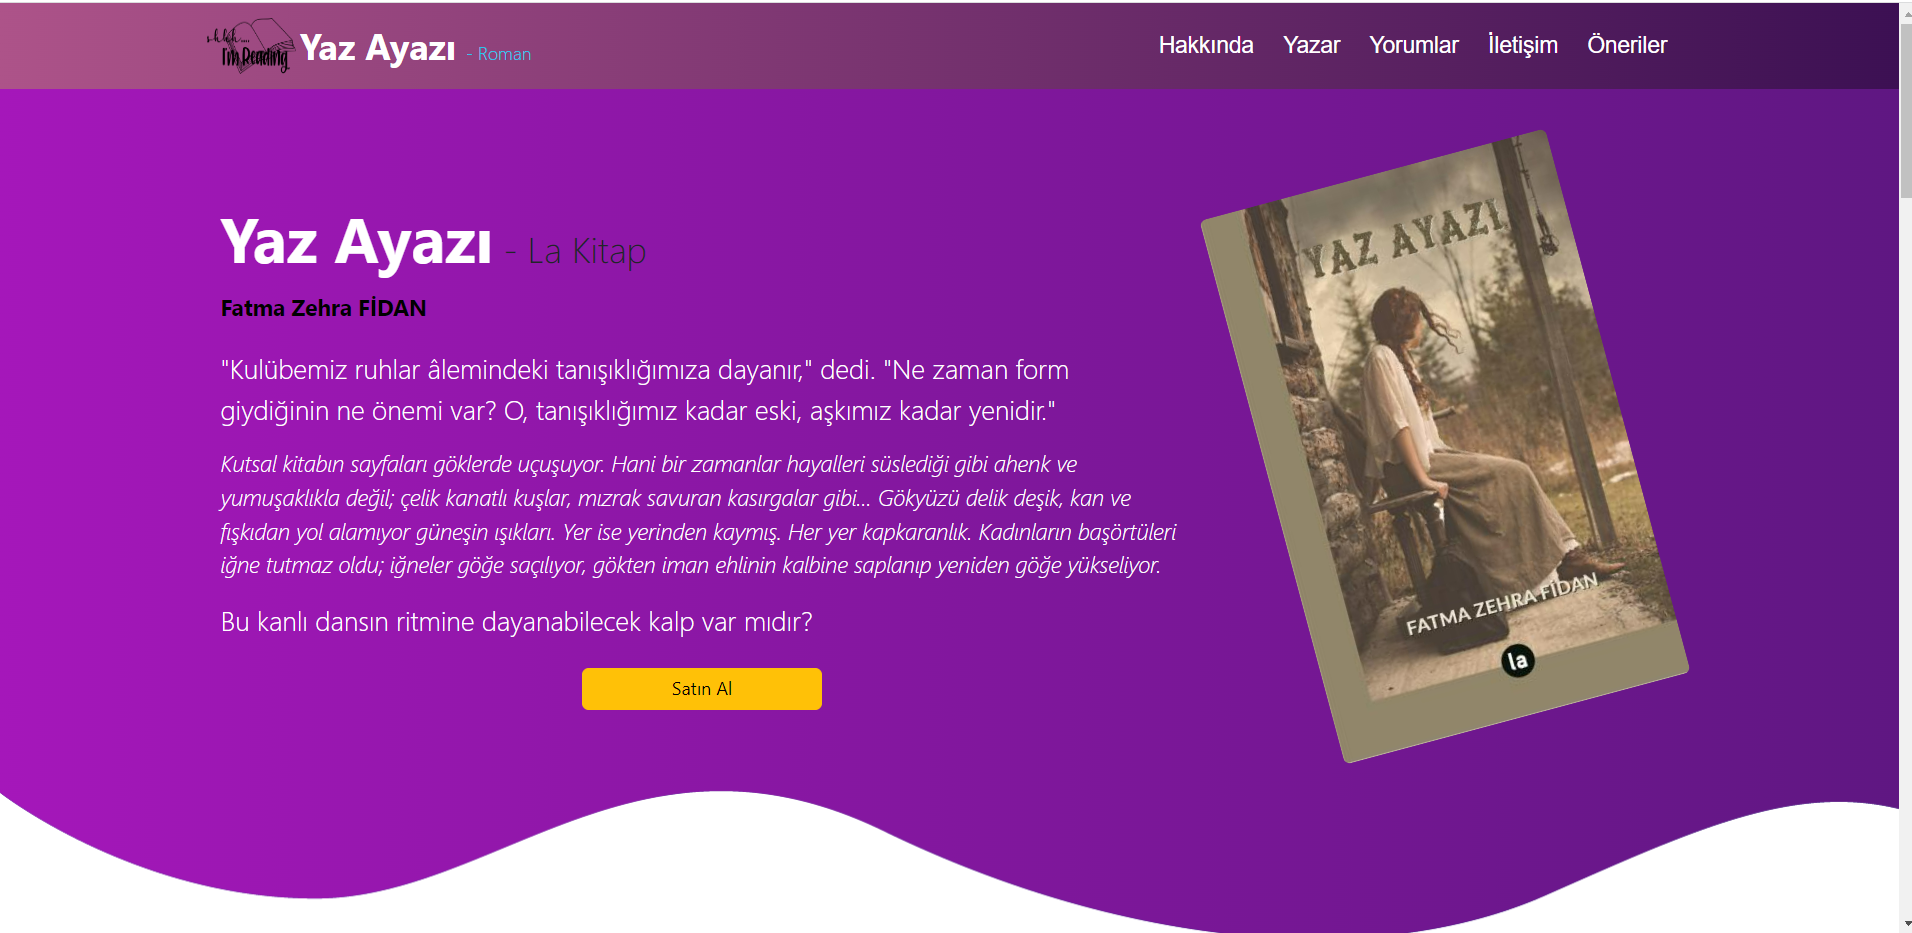 shhh....
I'm Reading
Yaz Ayazı - Roman
Hakkında Yazar Yorumlar İletişim Öneriler
Yaz Ayazı - La Kitap
Fatma Zehra FİDAN
"Kulübemiz ruhlar âlemindeki tanışıklığımıza dayanır," dedi. "Ne zaman form
giydiğinin ne önemi var? O, tanışıklığımız kadar eski, aşkımız kadar yenidir."
Kutsal kitabın sayfaları göklerde uçuşuyor. Hani bir zamanlar hayalleri süslediği gibi ahenk ve
yumuşaklıkla değil; çelik kanatlı kuşlar, mızrak savuran kasırgalar gibi... Gökyüzü delik deşik, kan ve
fışkıdan yol alamıyor güneşin ışıkları. Yer ise yerinden kaymış. Her yer kapkaranlık. Kadınların başörtüleri
iğne tutmaz oldu; iğneler göğe saçılıyor, gökten iman ehlinin kalbine saplanıp yeniden göğe yükseliyor.
Bu kanlı dansın ritmine dayanabilecek kalp var mıdır?
Satın Al
YAZ AYAZI
FATMA ZEHRA FİDAN
la